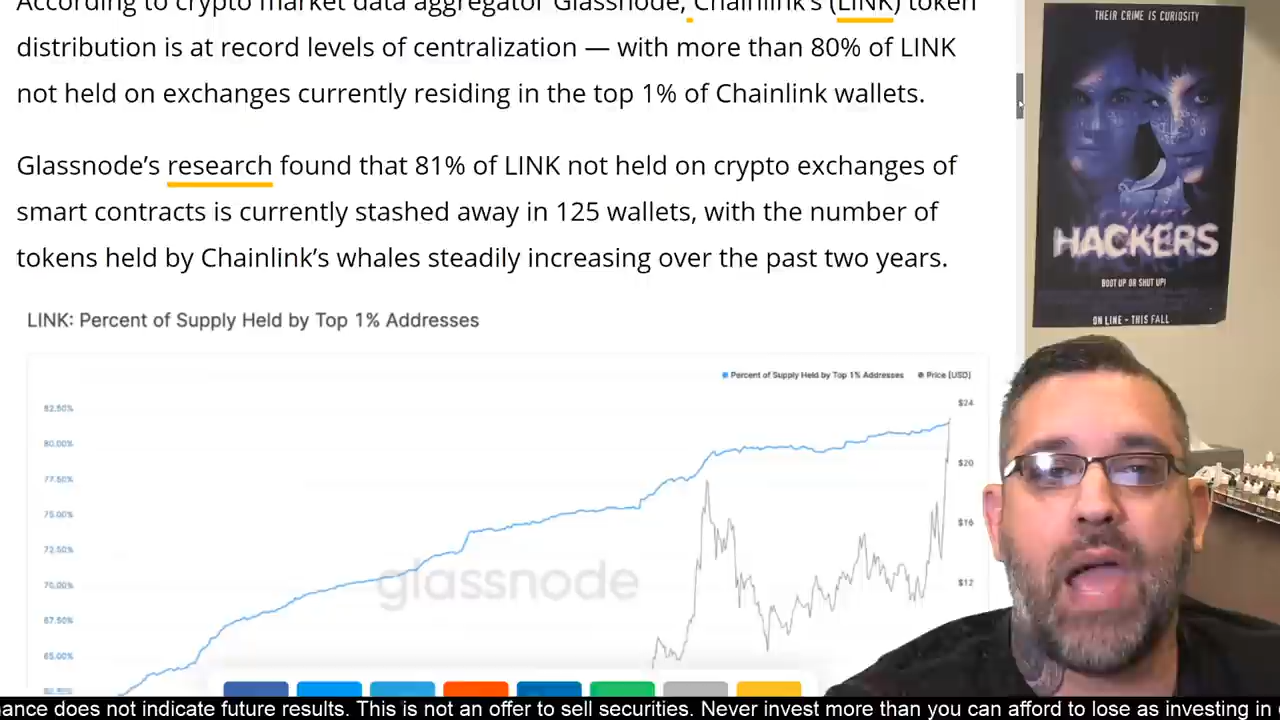 According to crypto market data aggregator Glassnode, Chainlink's (LINK) token
distribution is at record levels of centralization — with more than 80% of LINK
not held on exchanges currently residing in the top 1% of Chainlink wallets.
Glassnode's research found that 81% of LINK not held on crypto exchanges of
smart contracts is currently stashed away in 125 wallets, with the number of
tokens held by Chainlink's whales steadily increasing over the past two years.
LINK: Percent of Supply Held by Top 1% Addresses
Percent of Supply Held by Top 1% Addresses
Price [USD]
82.50%
80.00%
77.50%
75.00%
72.50%
70.00%
67.50%
65.00%
62.50%
$24
$20
$16
$12
glassnode
THEIR CRIME IS CURIOSITY
HACKERS
BOOT UP OR SHUT UP!
ON LINE - THIS FALL
nance does not indicate future results. This is not an offer to sell securities. Never invest more than you can afford to lose as investing in